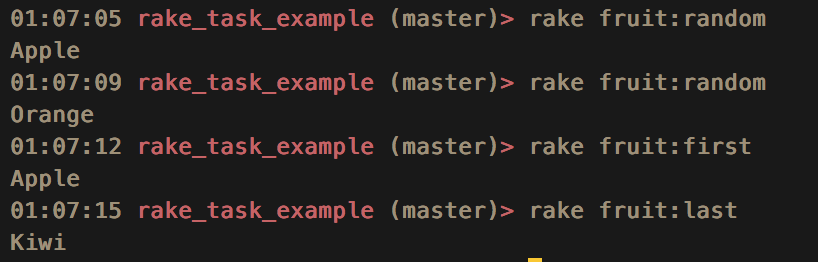 01:07:05 rake_task_example (master)> rake fruit:random
Apple
01:07:09 rake_task_example (master)> rake fruit:random
Orange
01:07:12 rake_task_example (master)> rake fruit:first
Apple
01:07:15 rake_task_example (master)> rake fruit:last
Kiwi